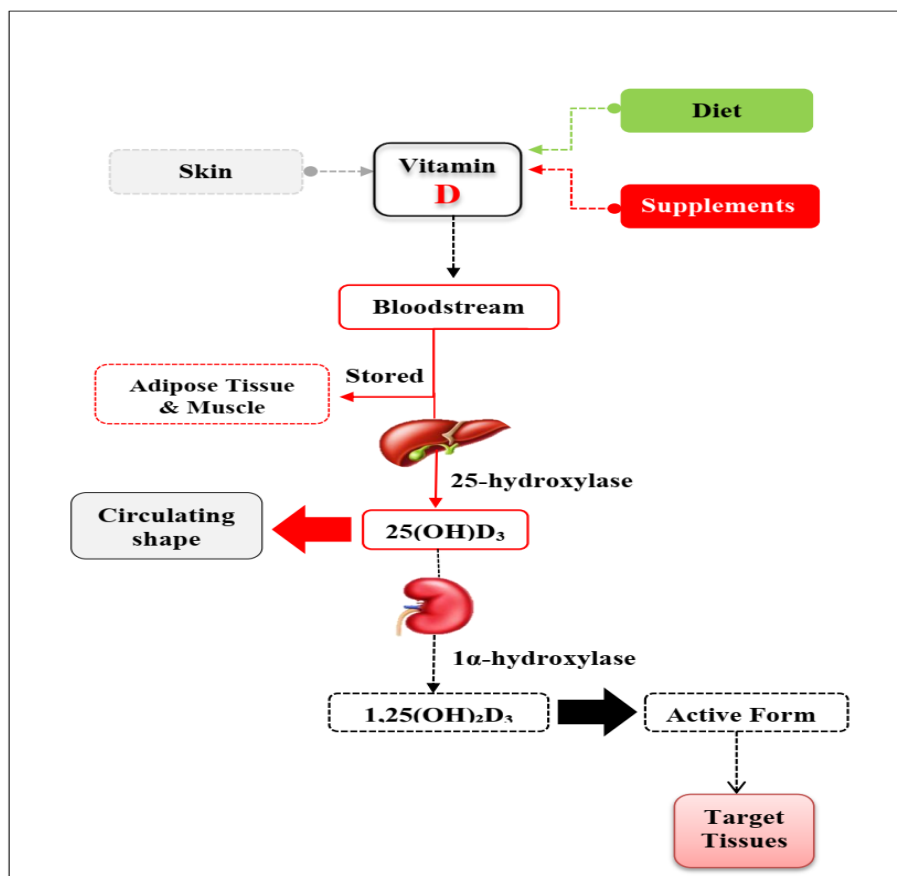 Diet
Skin
Vitamin
D
Supplements
Bloodstream
Stored
Adipose Tissue
& Muscle
25-hydroxylase
Circulating
shape
25(OH)D₃
1α-hydroxylase
1,25(OH)₂D₃
Active Form
Target
Tissues